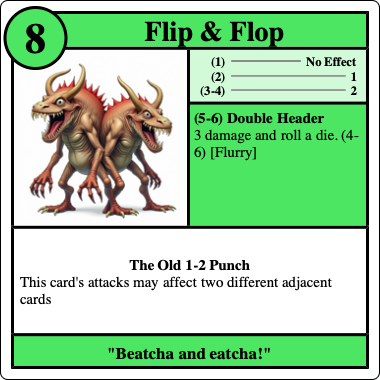 8
Flip & Flop
(1) No Effect
(2) 1
(3-4) 2
(5-6) Double Header
3 damage and roll a die. (4-
6) [Flurry]
The Old 1-2 Punch
This card's attacks may affect two different adjacent
cards
"Beatcha and eatcha!"